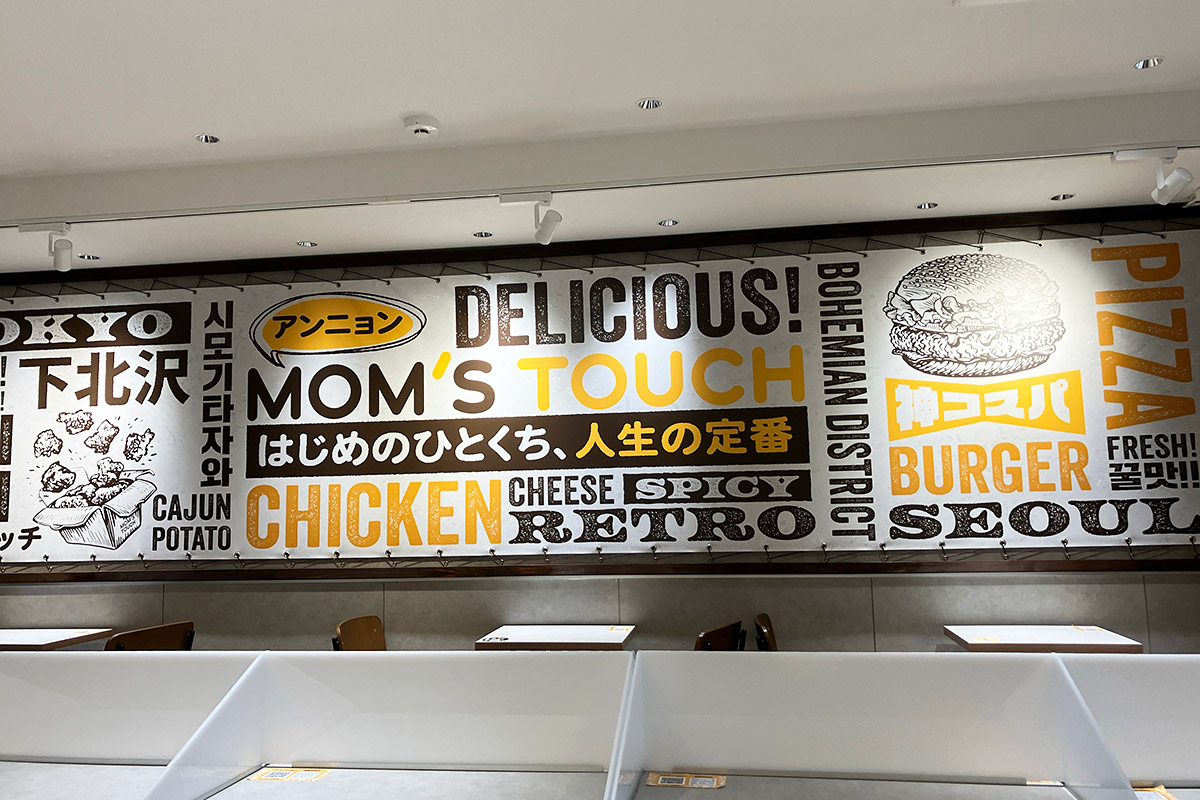 OKYO
下北沢
ッチ
시모기타자와
CAJUN
POTATO
アンニョン
DELICIOUS!
MOM'S TOUCH
はじめのひとくち、人生の定番
CHICKEN
CHEESE
SPICY
RETRO
BOHEMIAN DISTRICT
神コスパ
BURGER
SEOUL
PIZZA
FRESH!
꿀맛!!